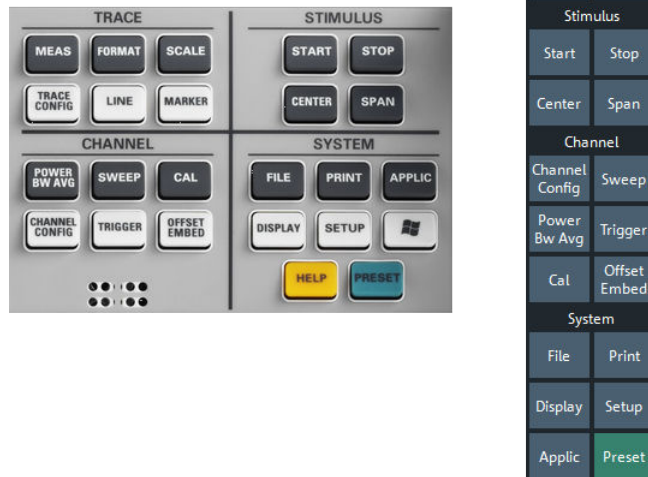 TRACE
MEAS FORMAT SCALE
TRACE CONFIG LINE MARKER
STIMULUS
START STOP
CENTER SPAN
CHANNEL
POWER BW AVG SWEEP CAL
CHANNEL CONFIG TRIGGER OFFSET EMBED
SYSTEM
FILE PRINT APPLIC
DISPLAY SETUP
HELP PRESET
Stimulus
Start Stop
Center Span
Channel
Channel Config Sweep
Power Bw Avg Trigger
Cal Offset Embed
System
File Print
Display Setup
Applic Preset